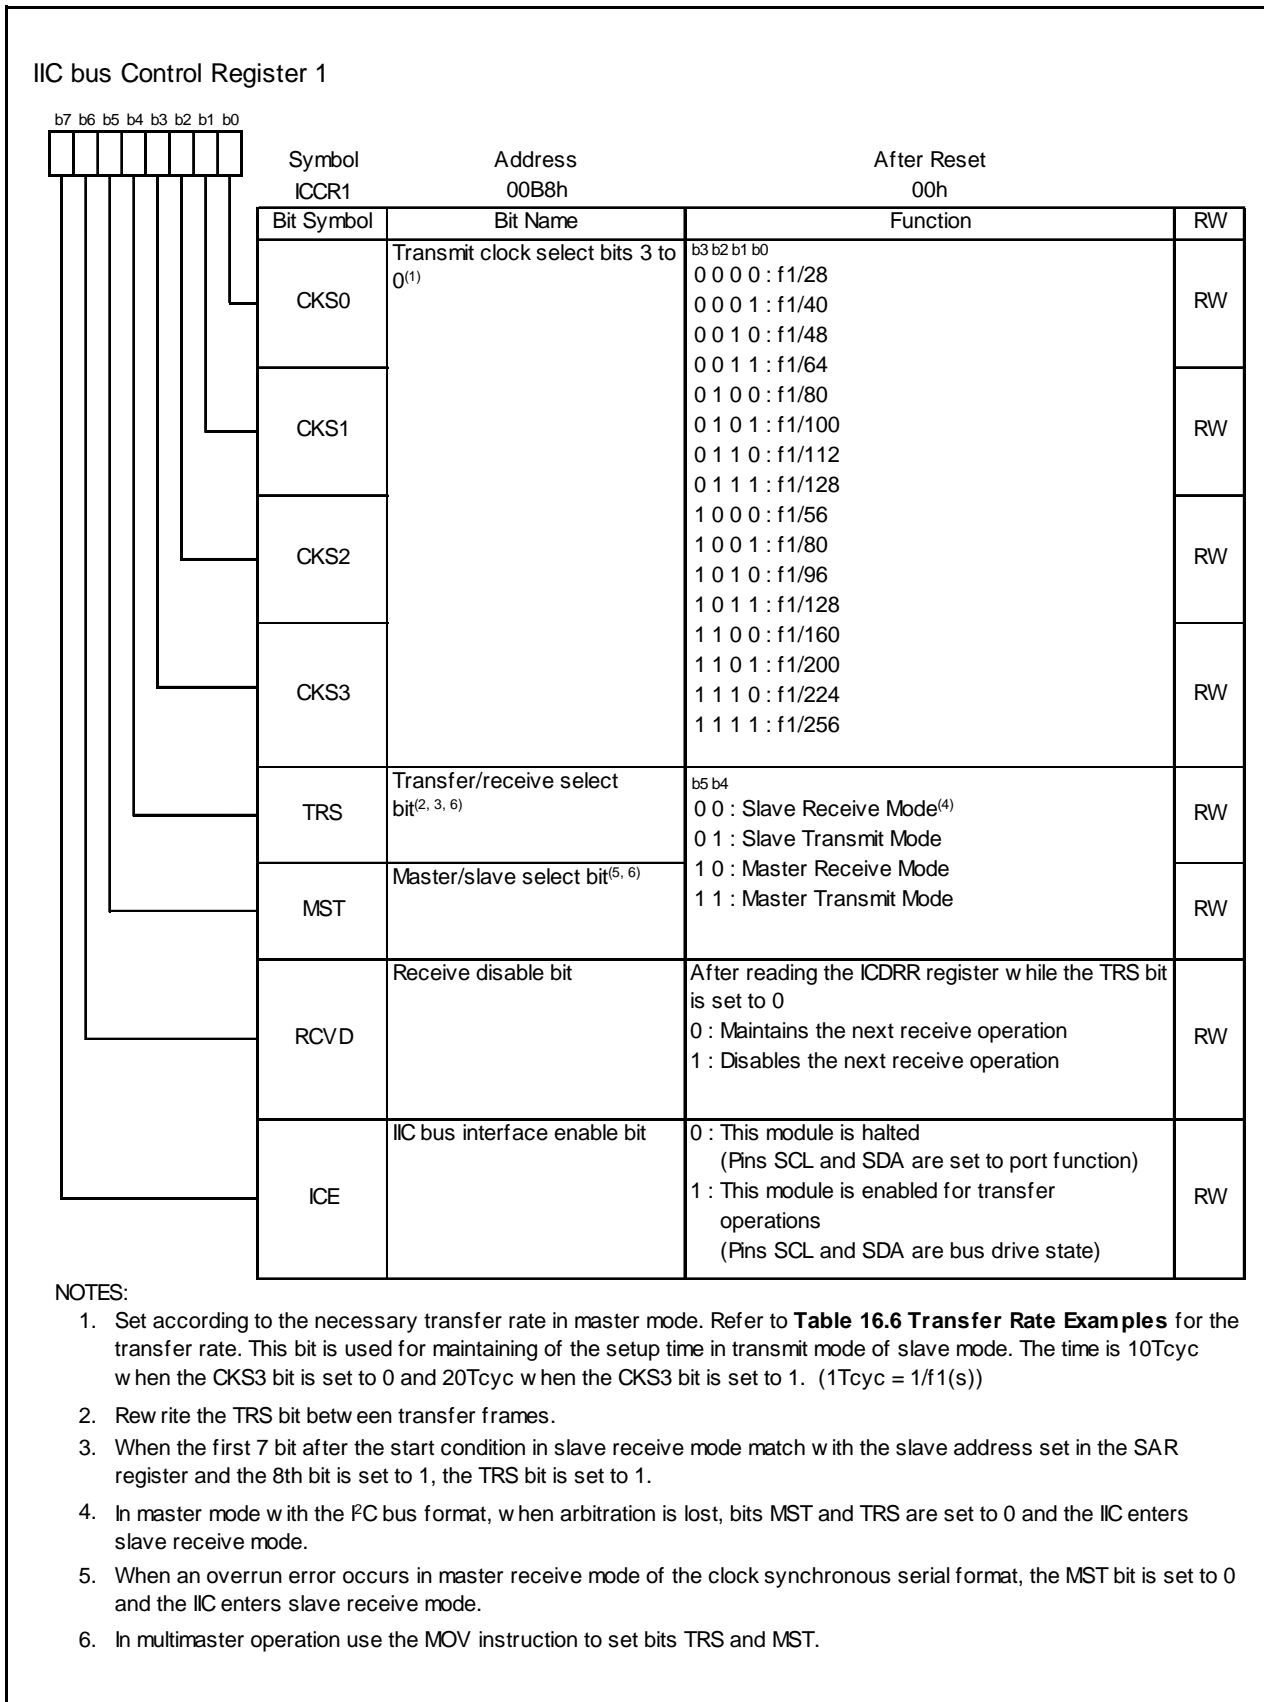 IIC bus Control Register 1
b7 b6 b5 b4 b3 b2 b1 b0
Symbol Address After Reset
ICCR1 00B8h 00h
Bit Symbol Bit Name Function RW
CKS0 RW
Transmit clock select bits 3 to
0(1)
b3 b2 b1 b0
0 0 0 0 : f1/28
0 0 0 1 : f1/40
0 0 1 0 : f1/48
0 0 1 1 : f1/64
0 1 0 0 : f1/80
0 1 0 1 : f1/100
0 1 1 0 : f1/112
0 1 1 1 : f1/128
1 0 0 0 : f1/56
1 0 0 1 : f1/80
1 0 1 0 : f1/96
1 0 1 1 : f1/128
1 1 0 0 : f1/160
1 1 0 1 : f1/200
1 1 1 0 : f1/224
1 1 1 1 : f1/256
CKS1 RW
CKS2 RW
CKS3 RW
TRS RW
Transfer/receive select
bit(2, 3, 6)
b5 b4
0 0 : Slave Receive Mode(4)
0 1 : Slave Transmit Mode
1 0 : Master Receive Mode
1 1 : Master Transmit Mode
MST RW
Master/slave select bit(5, 6)
RCVD RW
Receive disable bit
After reading the ICDRR register while the TRS bit
is set to 0
0 : Maintains the next receive operation
1 : Disables the next receive operation
ICE RW
IIC bus interface enable bit
0 : This module is halted
(Pins SCL and SDA are set to port function)
1 : This module is enabled for transfer
operations
(Pins SCL and SDA are bus drive state)
NOTES:
1. Set according to the necessary transfer rate in master mode. Refer to Table 16.6 Transfer Rate Examples for the
transfer rate. This bit is used for maintaining of the setup time in transmit mode of slave mode. The time is 10Tcyc
when the CKS3 bit is set to 0 and 20Tcyc when the CKS3 bit is set to 1. (1Tcyc = 1/f1(s))
2. Rewrite the TRS bit between transfer frames.
3. When the first 7 bit after the start condition in slave receive mode match with the slave address set in the SAR
register and the 8th bit is set to 1, the TRS bit is set to 1.
4. In master mode with the I²C bus format, when arbitration is lost, bits MST and TRS are set to 0 and the IIC enters
slave receive mode.
5. When an overrun error occurs in master receive mode of the clock synchronous serial format, the MST bit is set to 0
and the IIC enters slave receive mode.
6. In multimaster operation use the MOV instruction to set bits TRS and MST.